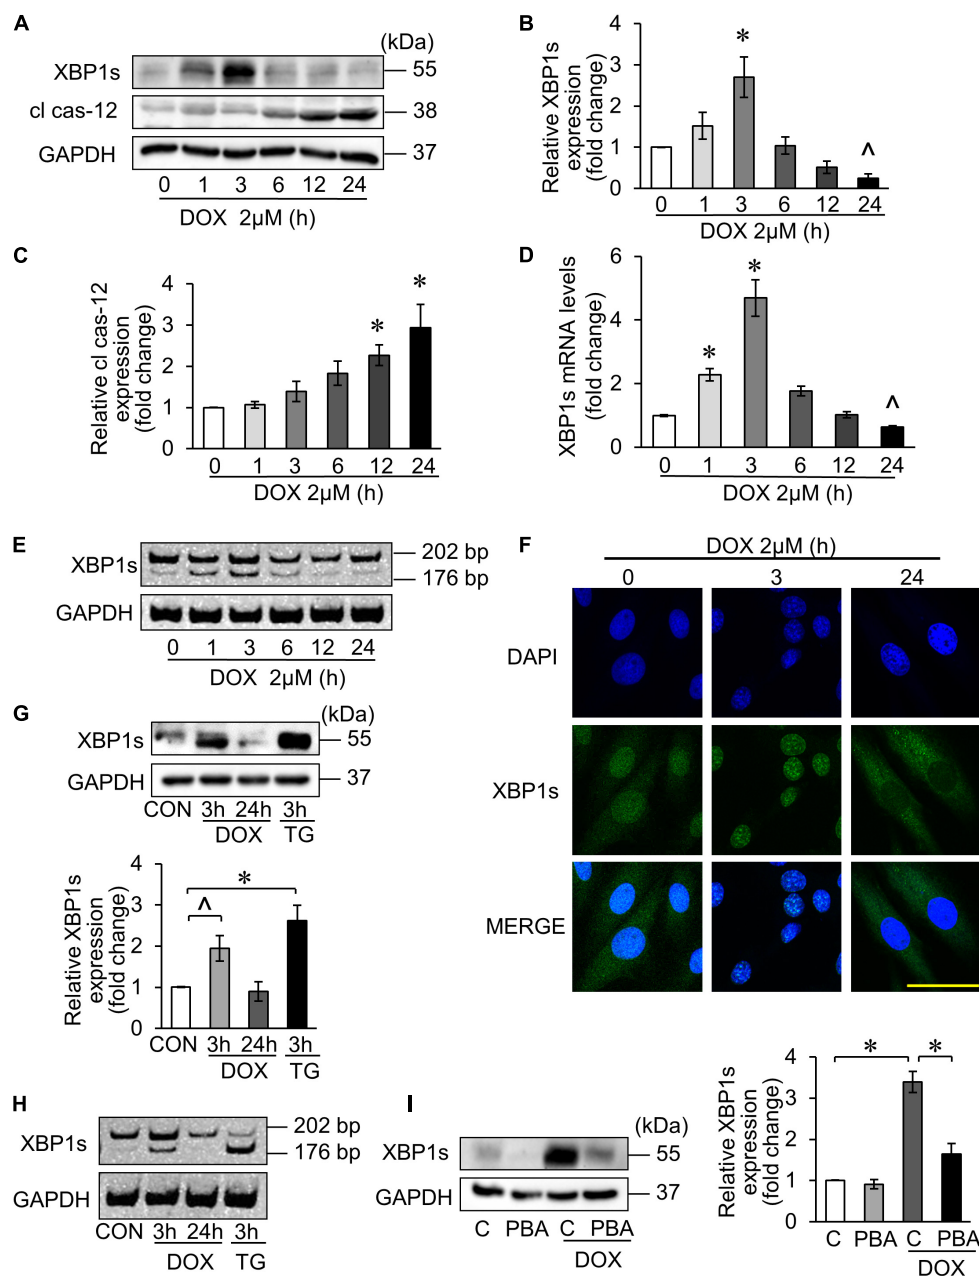 A
(kDa)
XBP1s
55
cl cas-12
38
GAPDH
37
0 1 3 6 12 24
DOX 2µM (h)
B
Relative XBP1s
expression
(fold change)
4
3
2
1
0
*
^
0 1 3 6 12 24
DOX 2µM (h)
C
Relative cl cas-12
expression
(fold change)
4
3
2
1
0
* *
0 1 3 6 12 24
DOX 2µM (h)
D
XBP1s mRNA levels
(fold change)
6
4
2
0
* *
^
0 1 3 6 12 24
DOX 2µM (h)
E
XBP1s
202 bp
176 bp
GAPDH
0 1 3 6 12 24
DOX 2µM (h)
F
DOX 2µM (h)
0 3 24
DAPI
XBP1s
MERGE
G
(kDa)
XBP1s
55
GAPDH
37
CON 3h 24h 3h
DOX TG
Relative XBP1s
expression
(fold change)
4
3
2
1
0
^ *
CON 3h 24h 3h
DOX TG
H
XBP1s
202 bp
176 bp
GAPDH
CON 3h 24h 3h
DOX TG
I
(kDa)
XBP1s
55
GAPDH
37
C PBA C PBA
DOX
Relative XBP1s
expression
(fold change)
4
3
2
1
0
* *
C PBA C PBA
DOX